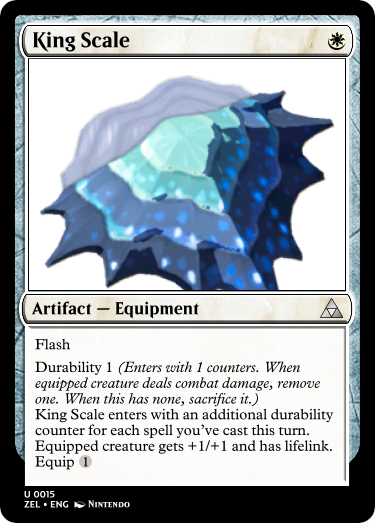 King Scale
Artifact — Equipment
Flash
Durability 1 (Enters with 1 counters. When
equipped creature deals combat damage, remove
one. When this has none, sacrifice it.)
King Scale enters with an additional durability
counter for each spell you've cast this turn.
Equipped creature gets +1/+1 and has lifelink.
Equip 1
U 0015
ZEL • ENG Nintendo